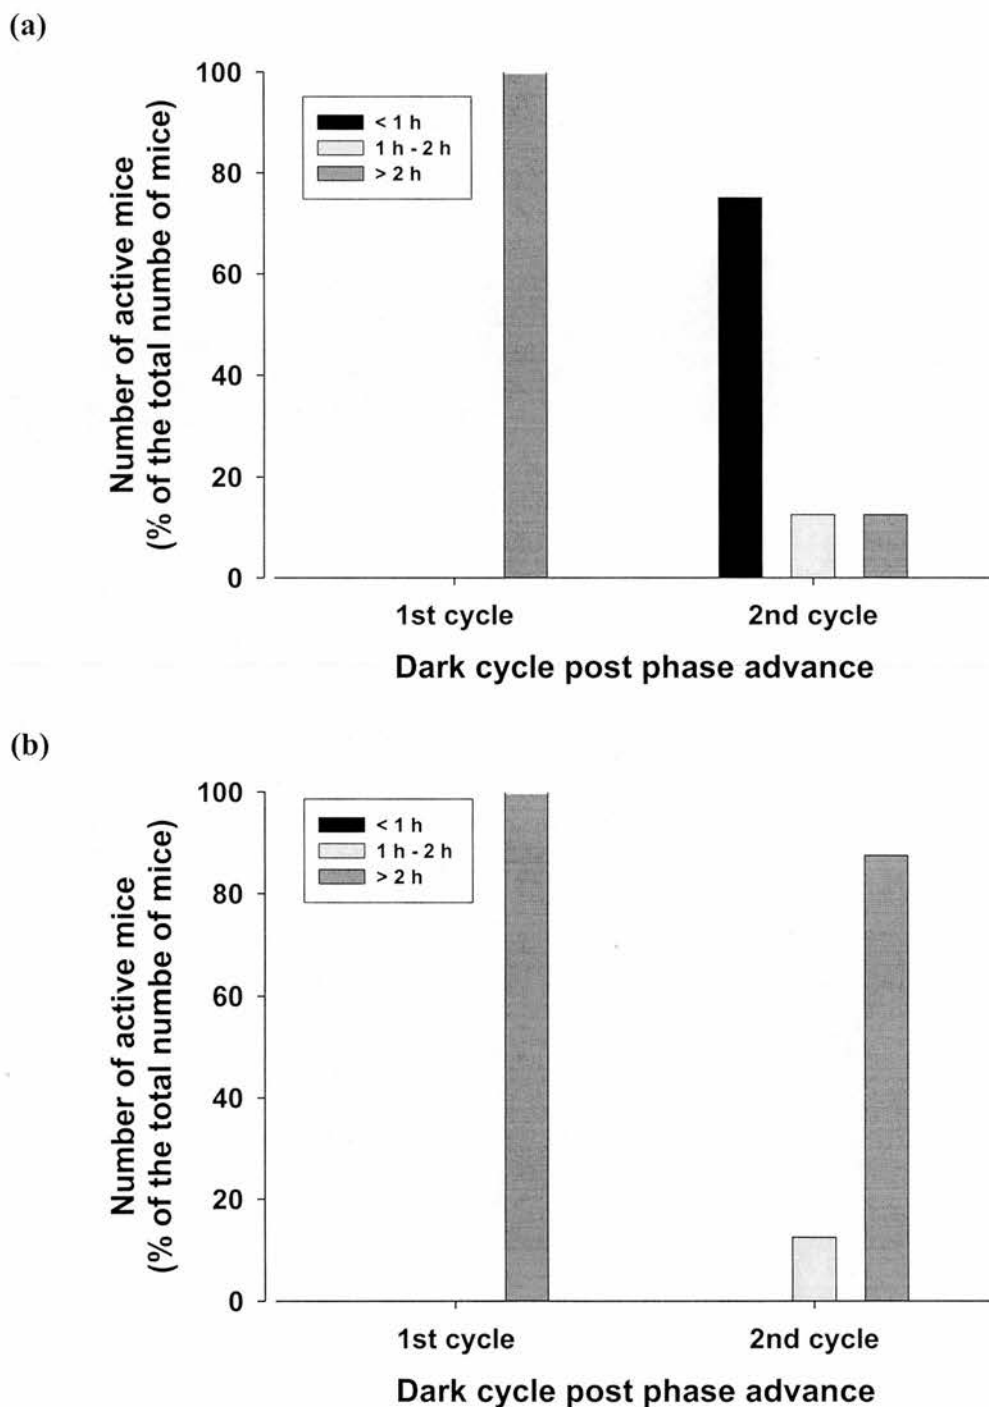 (a)
Number of active mice
(% of the total numbe of mice)
100
80
60
40
20
0
< 1 h
1 h - 2 h
> 2 h
1st cycle
2nd cycle
Dark cycle post phase advance
(b)
Number of active mice
(% of the total numbe of mice)
100
80
60
40
20
0
< 1 h
1 h - 2 h
> 2 h
1st cycle
2nd cycle
Dark cycle post phase advance